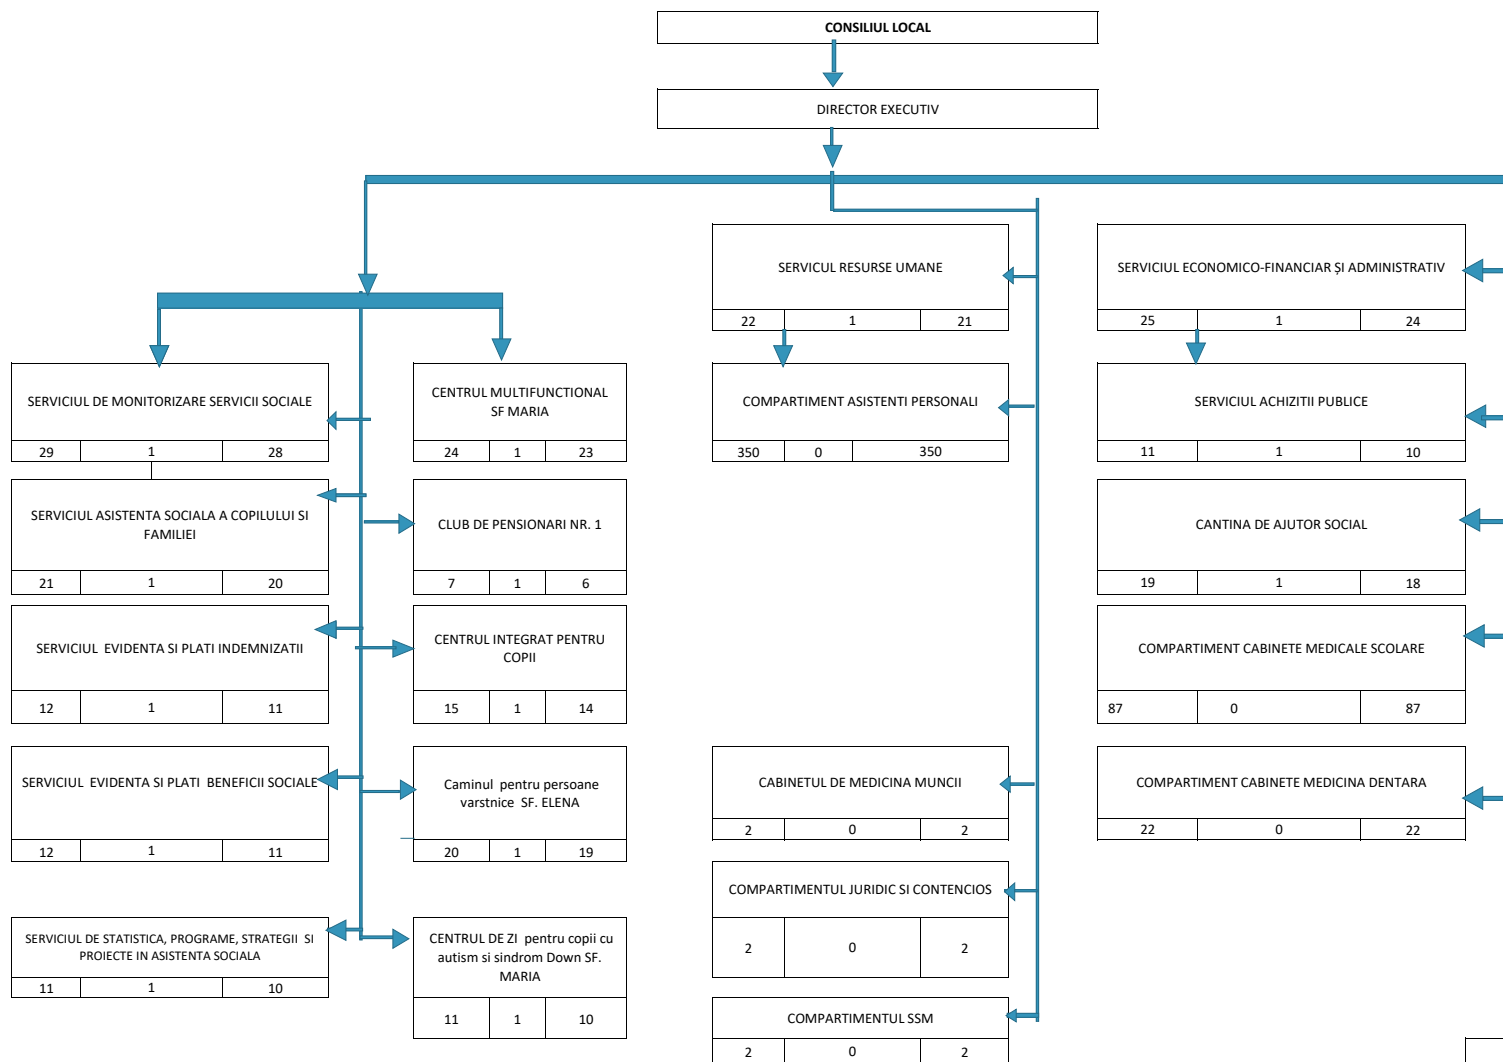 CONSILIUL LOCAL
DIRECTOR EXECUTIV
SERVICUL RESURSE UMANE
22 1 21
SERVICIUL ECONOMICO-FINANCIAR ȘI ADMINISTRATIV
25 1 24
SERVICIUL DE MONITORIZARE SERVICII SOCIALE
29 1 28
CENTRUL MULTIFUNCTIONAL
SF MARIA
24 1 23
COMPARTIMENT ASISTENTI PERSONALI
350 0 350
SERVICIUL ACHIZITII PUBLICE
11 1 10
SERVICIUL ASISTENTA SOCIALA A COPILULUI SI
FAMILIEI
21 1 20
CLUB DE PENSIONARI NR. 1
7 1 6
CANTINA DE AJUTOR SOCIAL
19 1 18
SERVICIUL EVIDENTA SI PLATI INDEMNIZATII
12 1 11
CENTRUL INTEGRAT PENTRU
COPII
15 1 14
COMPARTIMENT CABINETE MEDICALE SCOLARE
87 0 87
SERVICIUL EVIDENTA SI PLATI BENEFICII SOCIALE
12 1 11
Caminul pentru persoane
varstnice SF. ELENA
20 1 19
CABINETUL DE MEDICINA MUNCII
2 0 2
COMPARTIMENT CABINETE MEDICINA DENTARA
22 0 22
COMPARTIMENTUL JURIDIC SI CONTENCIOS
2 0 2
SERVICIUL DE STATISTICA, PROGRAME, STRATEGII SI
PROIECTE IN ASISTENTA SOCIALA
11 1 10
CENTRUL DE ZI pentru copii cu
autism si sindrom Down SF.
MARIA
11 1 10
COMPARTIMENTUL SSM
2 0 2